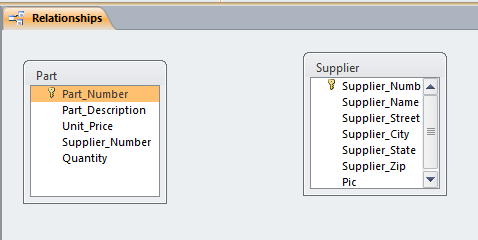 Relationships
Part
Part_Number
Part_Description
Unit_Price
Supplier_Number
Quantity
Supplier
Supplier_Numb
Supplier_Name
Supplier_Street
Supplier_City
Supplier_State
Supplier_Zip
Pic